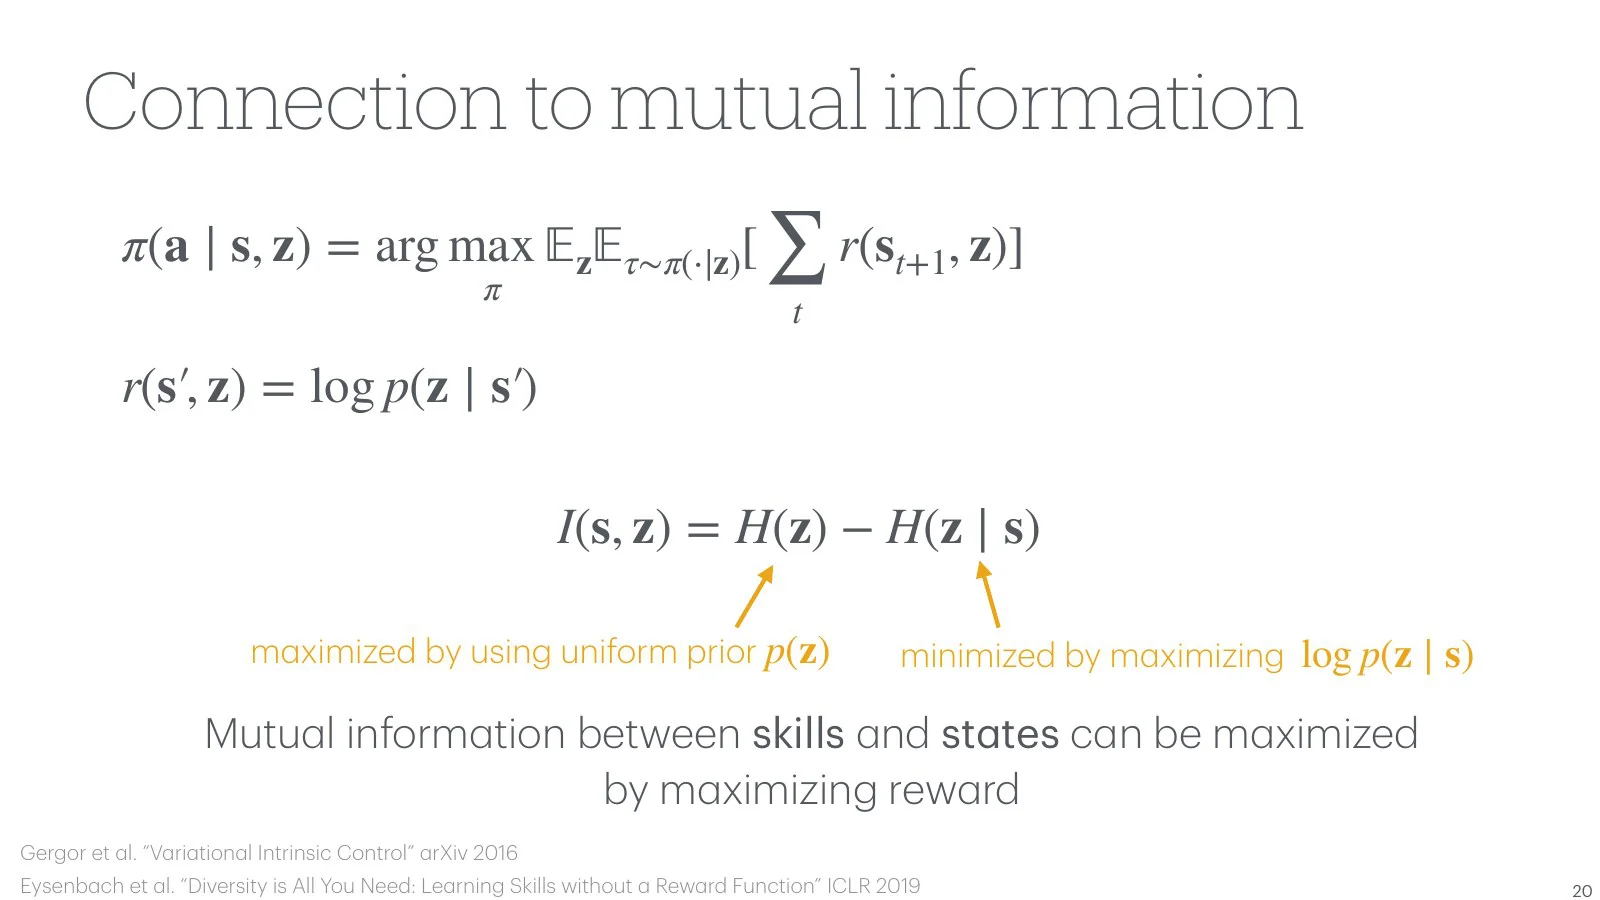 Connection to mutual information
π(a | s, z) = arg max_π 𝔼_z 𝔼_{τ∼π(·|z)}[ ∑_t r(s_{t+1}, z)]
r(s′, z) = log p(z | s′)
I(s, z) = H(z) − H(z | s)
maximized by using uniform prior p(z)
minimized by maximizing log p(z | s)
Mutual information between skills and states can be maximized
by maximizing reward
Gergor et al. “Variational Intrinsic Control” arXiv 2016
Eysenbach et al. “Diversity is All You Need: Learning Skills without a Reward Function” ICLR 2019
20